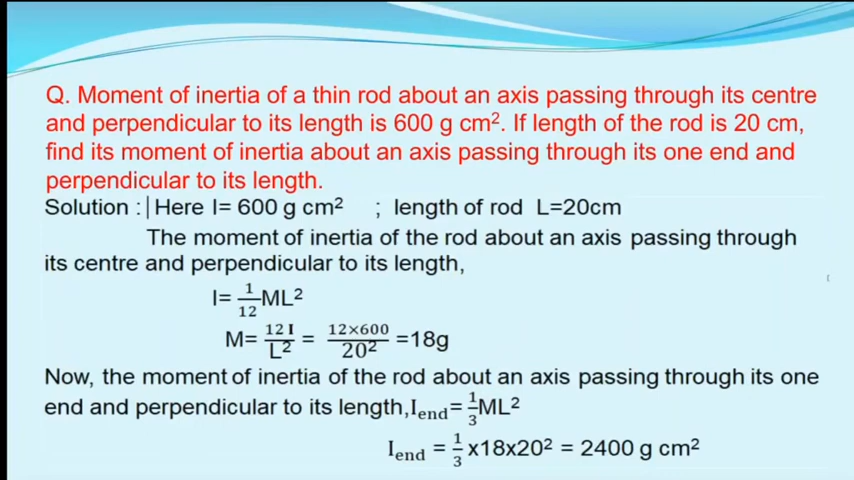 Q. Moment of inertia of a thin rod about an axis passing through its centre
and perpendicular to its length is 600 g cm². If length of the rod is 20 cm,
find its moment of inertia about an axis passing through its one end and
perpendicular to its length.
Solution : Here I= 600 g cm² ; length of rod L=20cm
The moment of inertia of the rod about an axis passing through
its centre and perpendicular to its length,
I= 1/12 ML²
M= 12 I/L² = 12×600/20² =18g
Now, the moment of inertia of the rod about an axis passing through its one
end and perpendicular to its length,I_end= 1/3 ML²
I_end = 1/3 x18x20² = 2400 g cm²